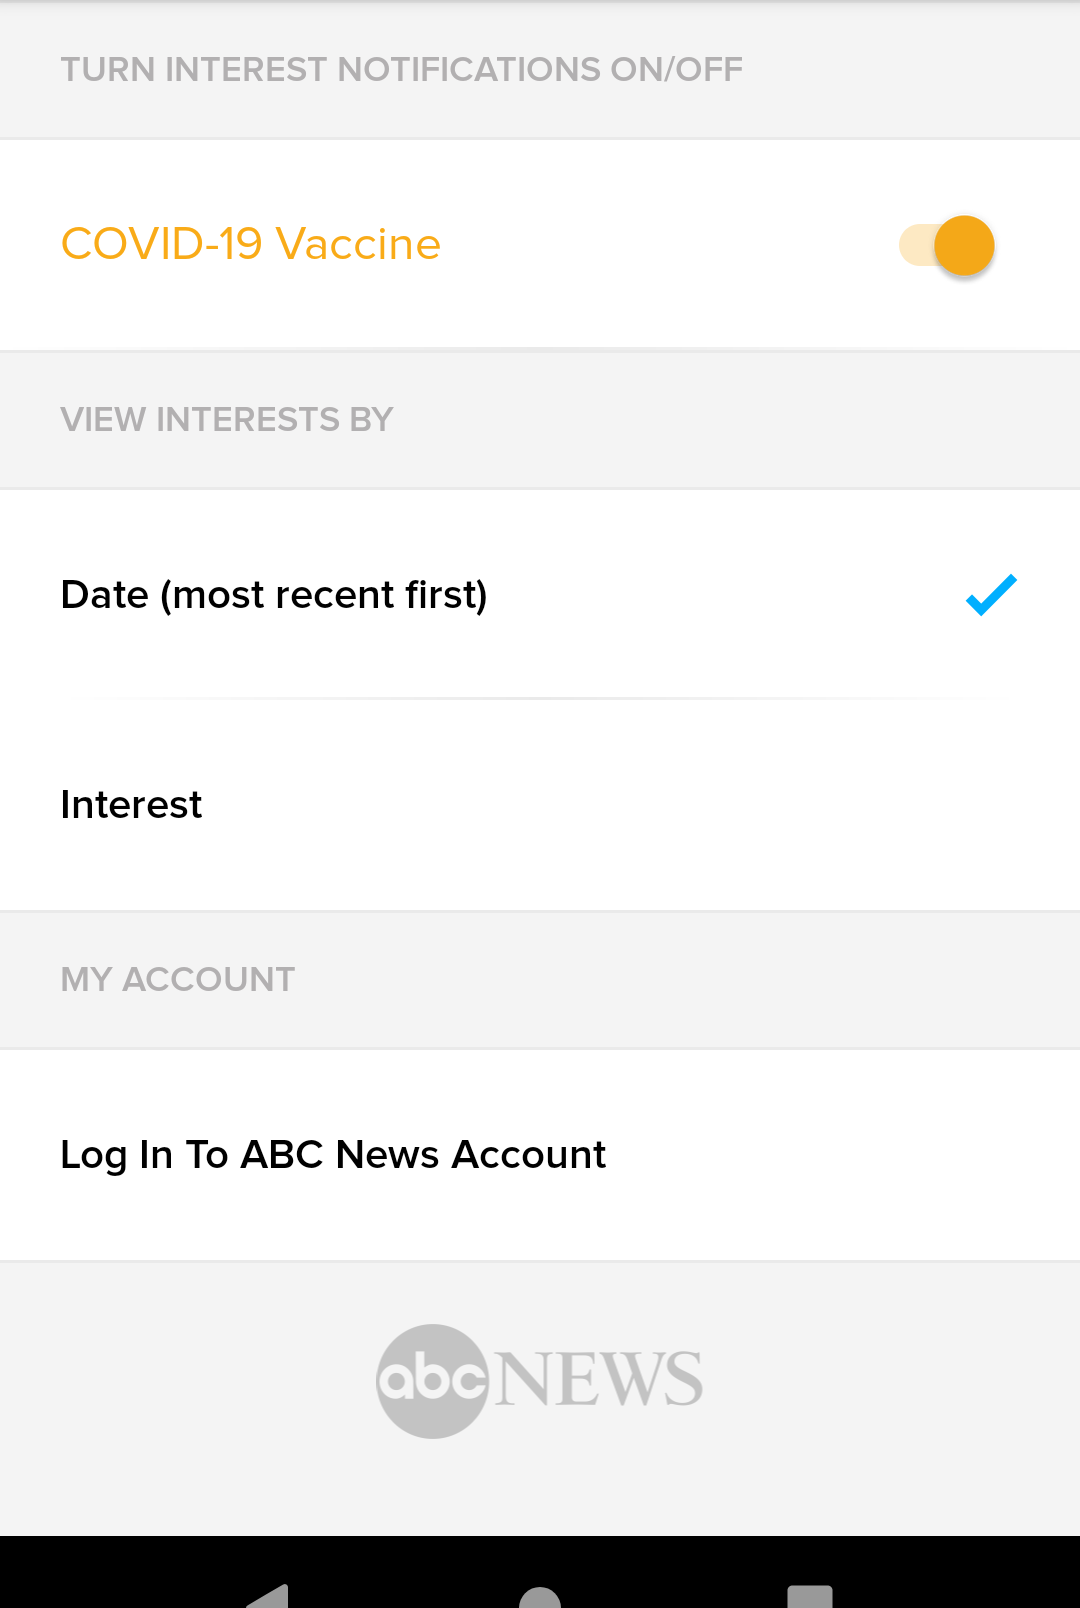 TURN INTEREST NOTIFICATIONS ON/OFF
COVID-19 Vaccine
VIEW INTERESTS BY
Date (most recent first)
Interest
MY ACCOUNT
Log In To ABC News Account
abc NEWS